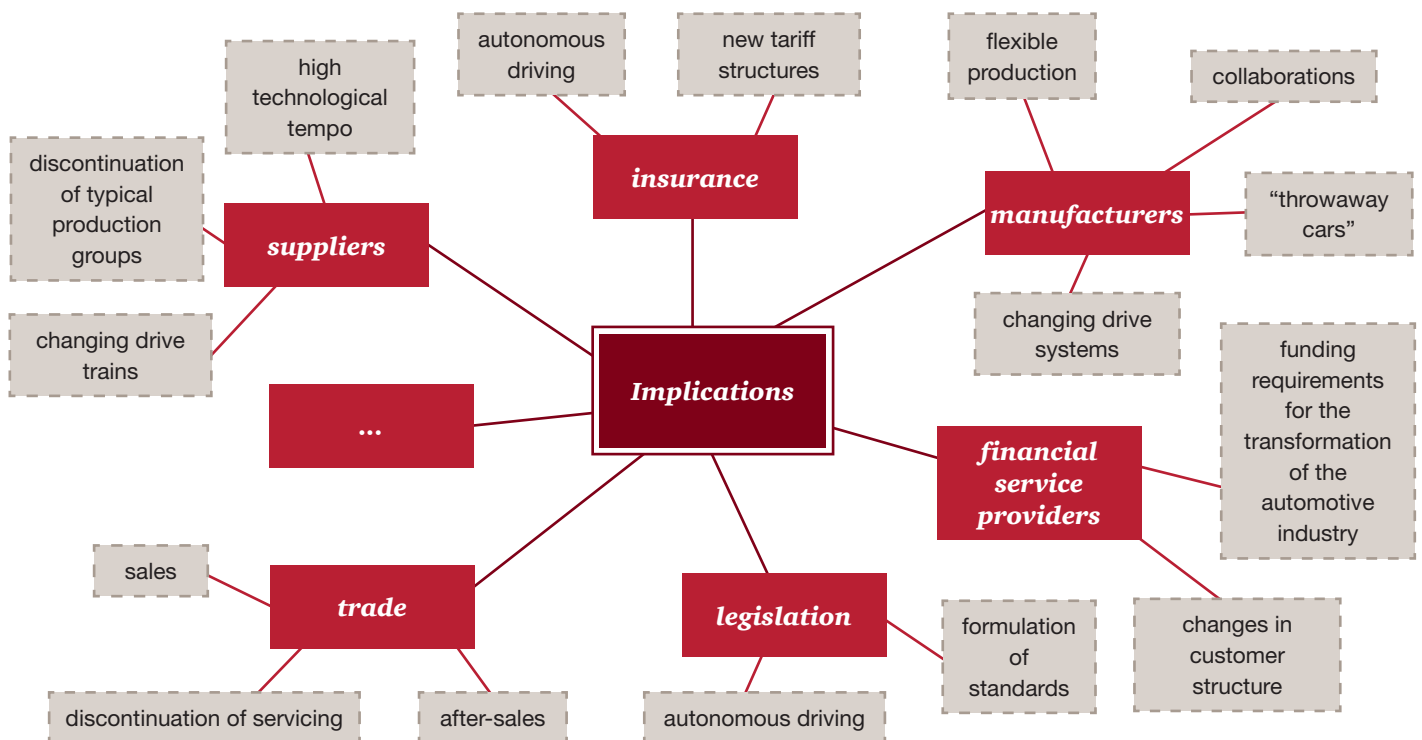 autonomous
driving
new tariff
structures
flexible
production
collaborations
high
technological
tempo
discontinuation
of typical
production
groups
suppliers
insurance
manufacturers
“throwaway
cars”
changing drive
trains
changing drive
systems
Implications
...
funding
requirements
for the
transformation
of the
automotive
industry
financial
service
providers
sales
trade
legislation
formulation
of
standards
changes in
customer
structure
discontinuation of servicing
after-sales
autonomous driving